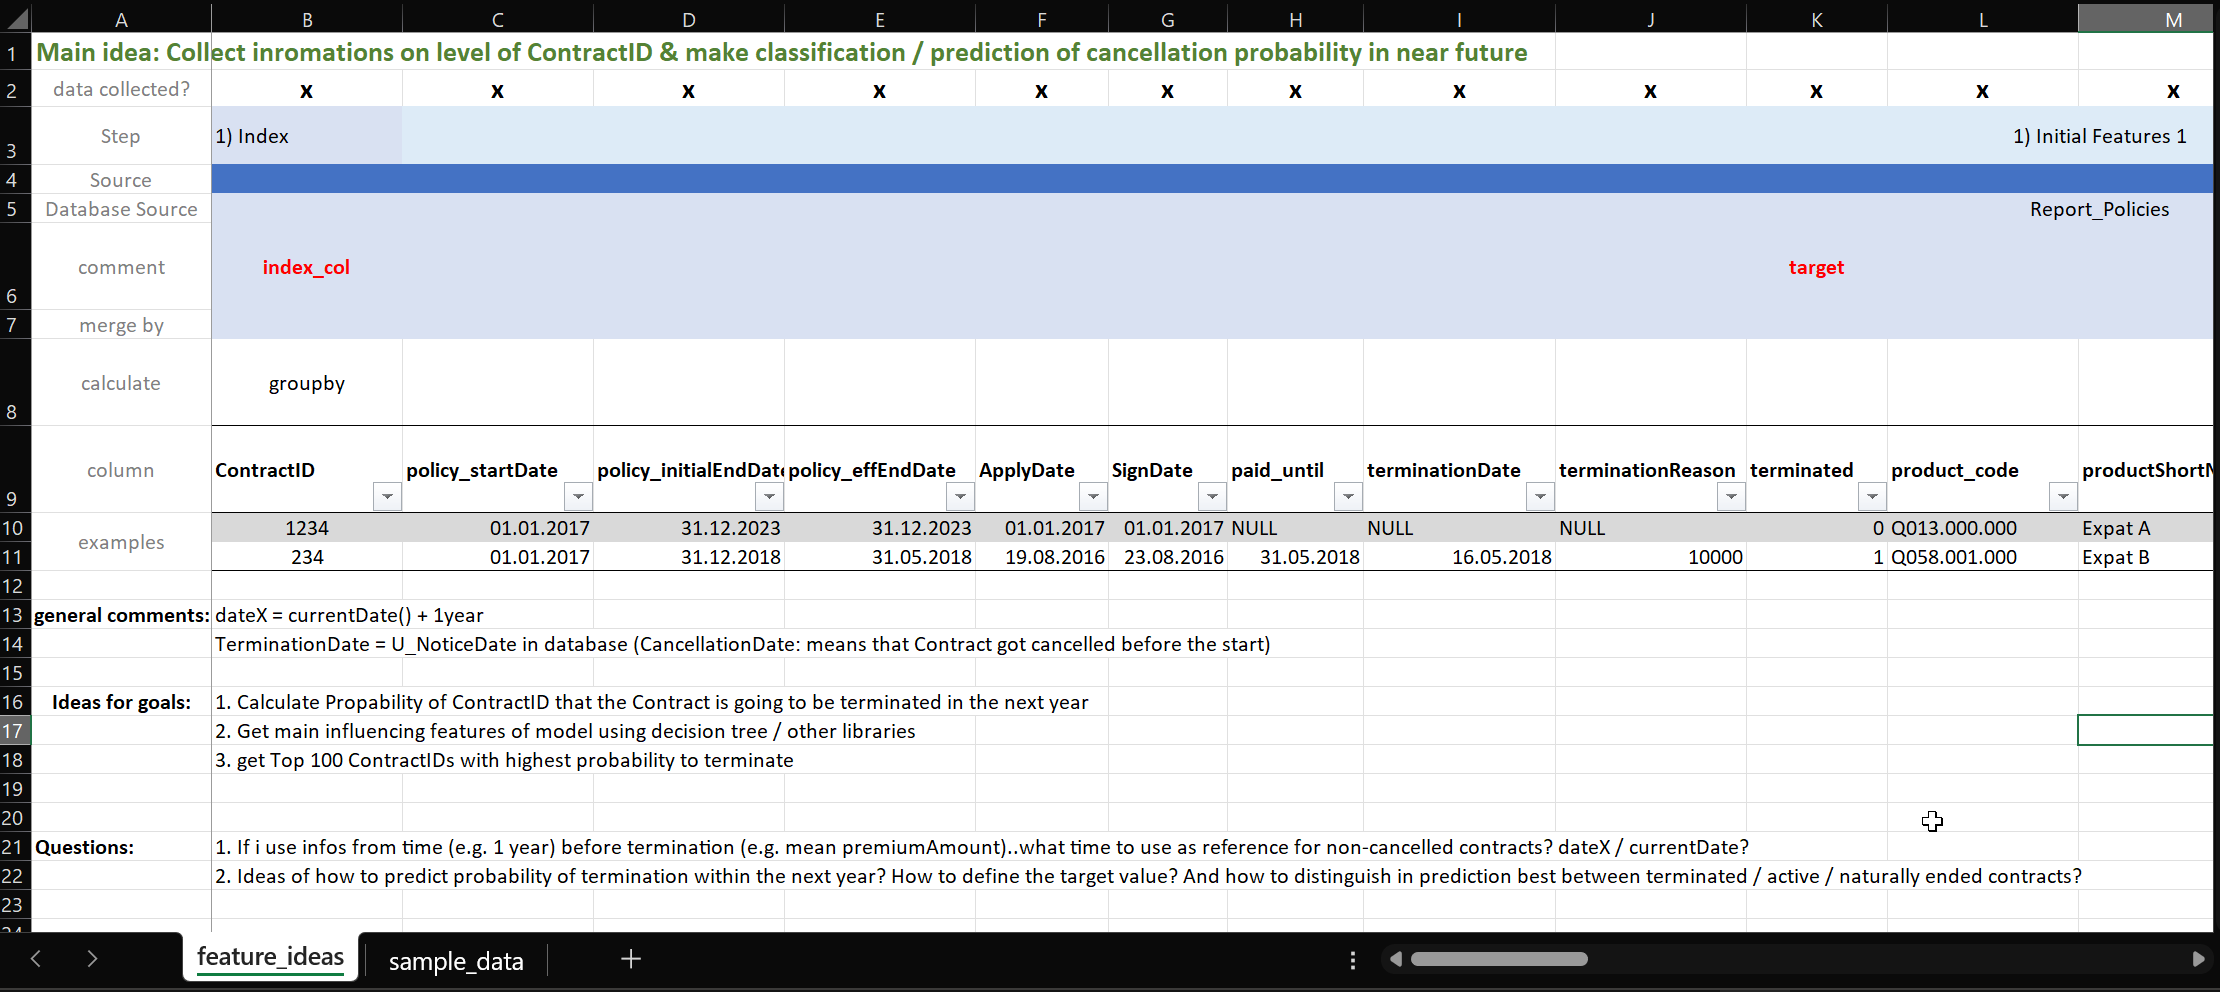 A B C D E F G H I J K L M
1 Main idea: Collect inromations on level of ContractID & make classification / prediction of cancellation probability in near future
2 data collected? x x x x x x x x x x x x
3 Step 1) Index 1) Initial Features 1
4 Source
5 Database Source Report_Policies
6 comment index_col target
7 merge by
8 calculate groupby
9 column ContractID policy_startDate policy_initialEndDate policy_effEndDate ApplyDate SignDate paid_until terminationDate terminationReason terminated product_code productShortN
10 1234 01.01.2017 31.12.2023 31.12.2023 01.01.2017 01.01.2017 NULL NULL NULL 0 Q013.000.000 Expat A
examples
11 234 01.01.2017 31.12.2018 31.05.2018 19.08.2016 23.08.2016 31.05.2018 16.05.2018 10000 1 Q058.001.000 Expat B
12
13 general comments: dateX = currentDate() + 1year
14 TerminationDate = U_NoticeDate in database (CancellationDate: means that Contract got cancelled before the start)
15
16 Ideas for goals: 1. Calculate Propability of ContractID that the Contract is going to be terminated in the next year
17 2. Get main influencing features of model using decision tree / other libraries
18 3. get Top 100 ContractIDs with highest probability to terminate
19
20
21 Questions: 1. If i use infos from time (e.g. 1 year) before termination (e.g. mean premiumAmount)..what time to use as reference for non-cancelled contracts? dateX / currentDate?
22 2. Ideas of how to predict probability of termination within the next year? How to define the target value? And how to distinguish in prediction best between terminated / active / naturally ended contracts?
23
feature_ideas sample_data